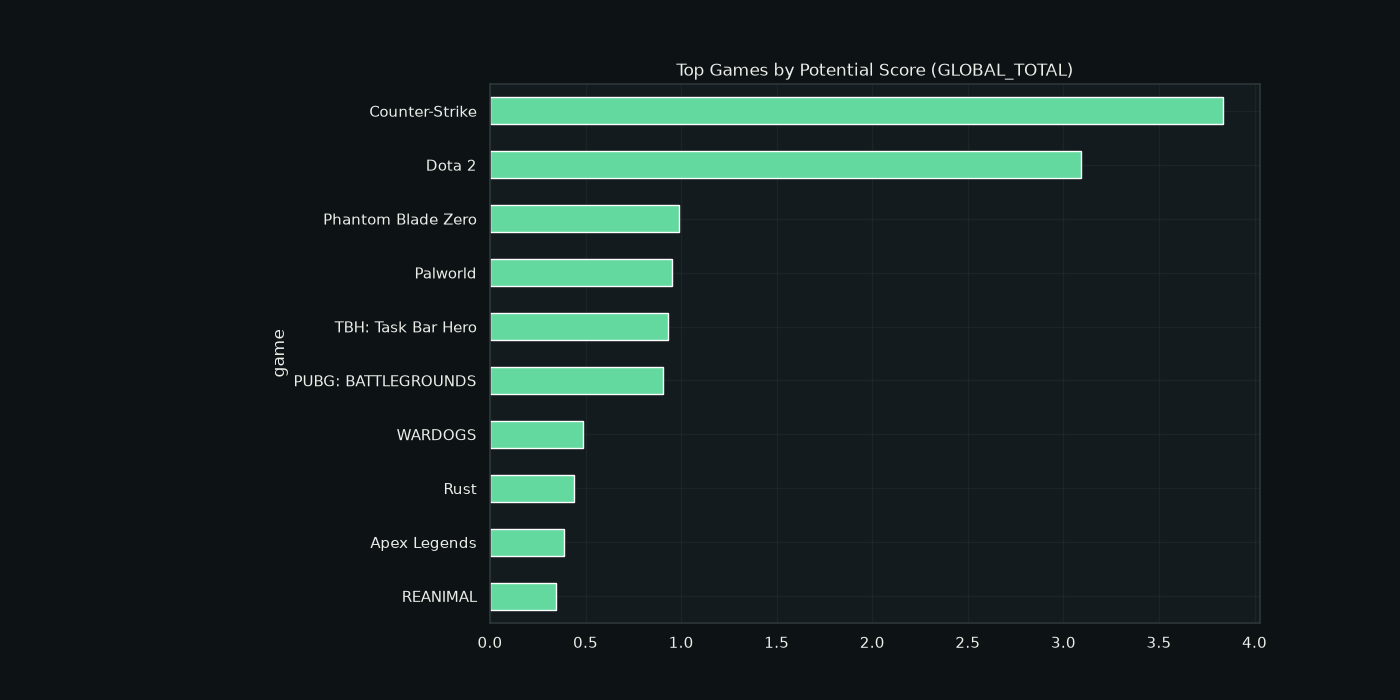 Top Games by Potential Score (GLOBAL_TOTAL)
Counter-Strike
Dota 2
Phantom Blade Zero
Palworld
TBH: Task Bar Hero
PUBG: BATTLEGROUNDS
WARDOGS
Rust
Apex Legends
REANIMAL
game
0.0 0.5 1.0 1.5 2.0 2.5 3.0 3.5 4.0